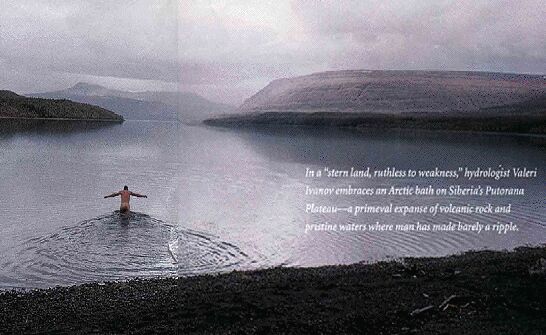 In a "stern land, ruthless to weakness," hydrologist Valeri
Ivanov embraces an Arctic bath on Siberia's Putorana
Plateau—a primeval expanse of volcanic rock and
pristine waters where man has made barely a ripple.